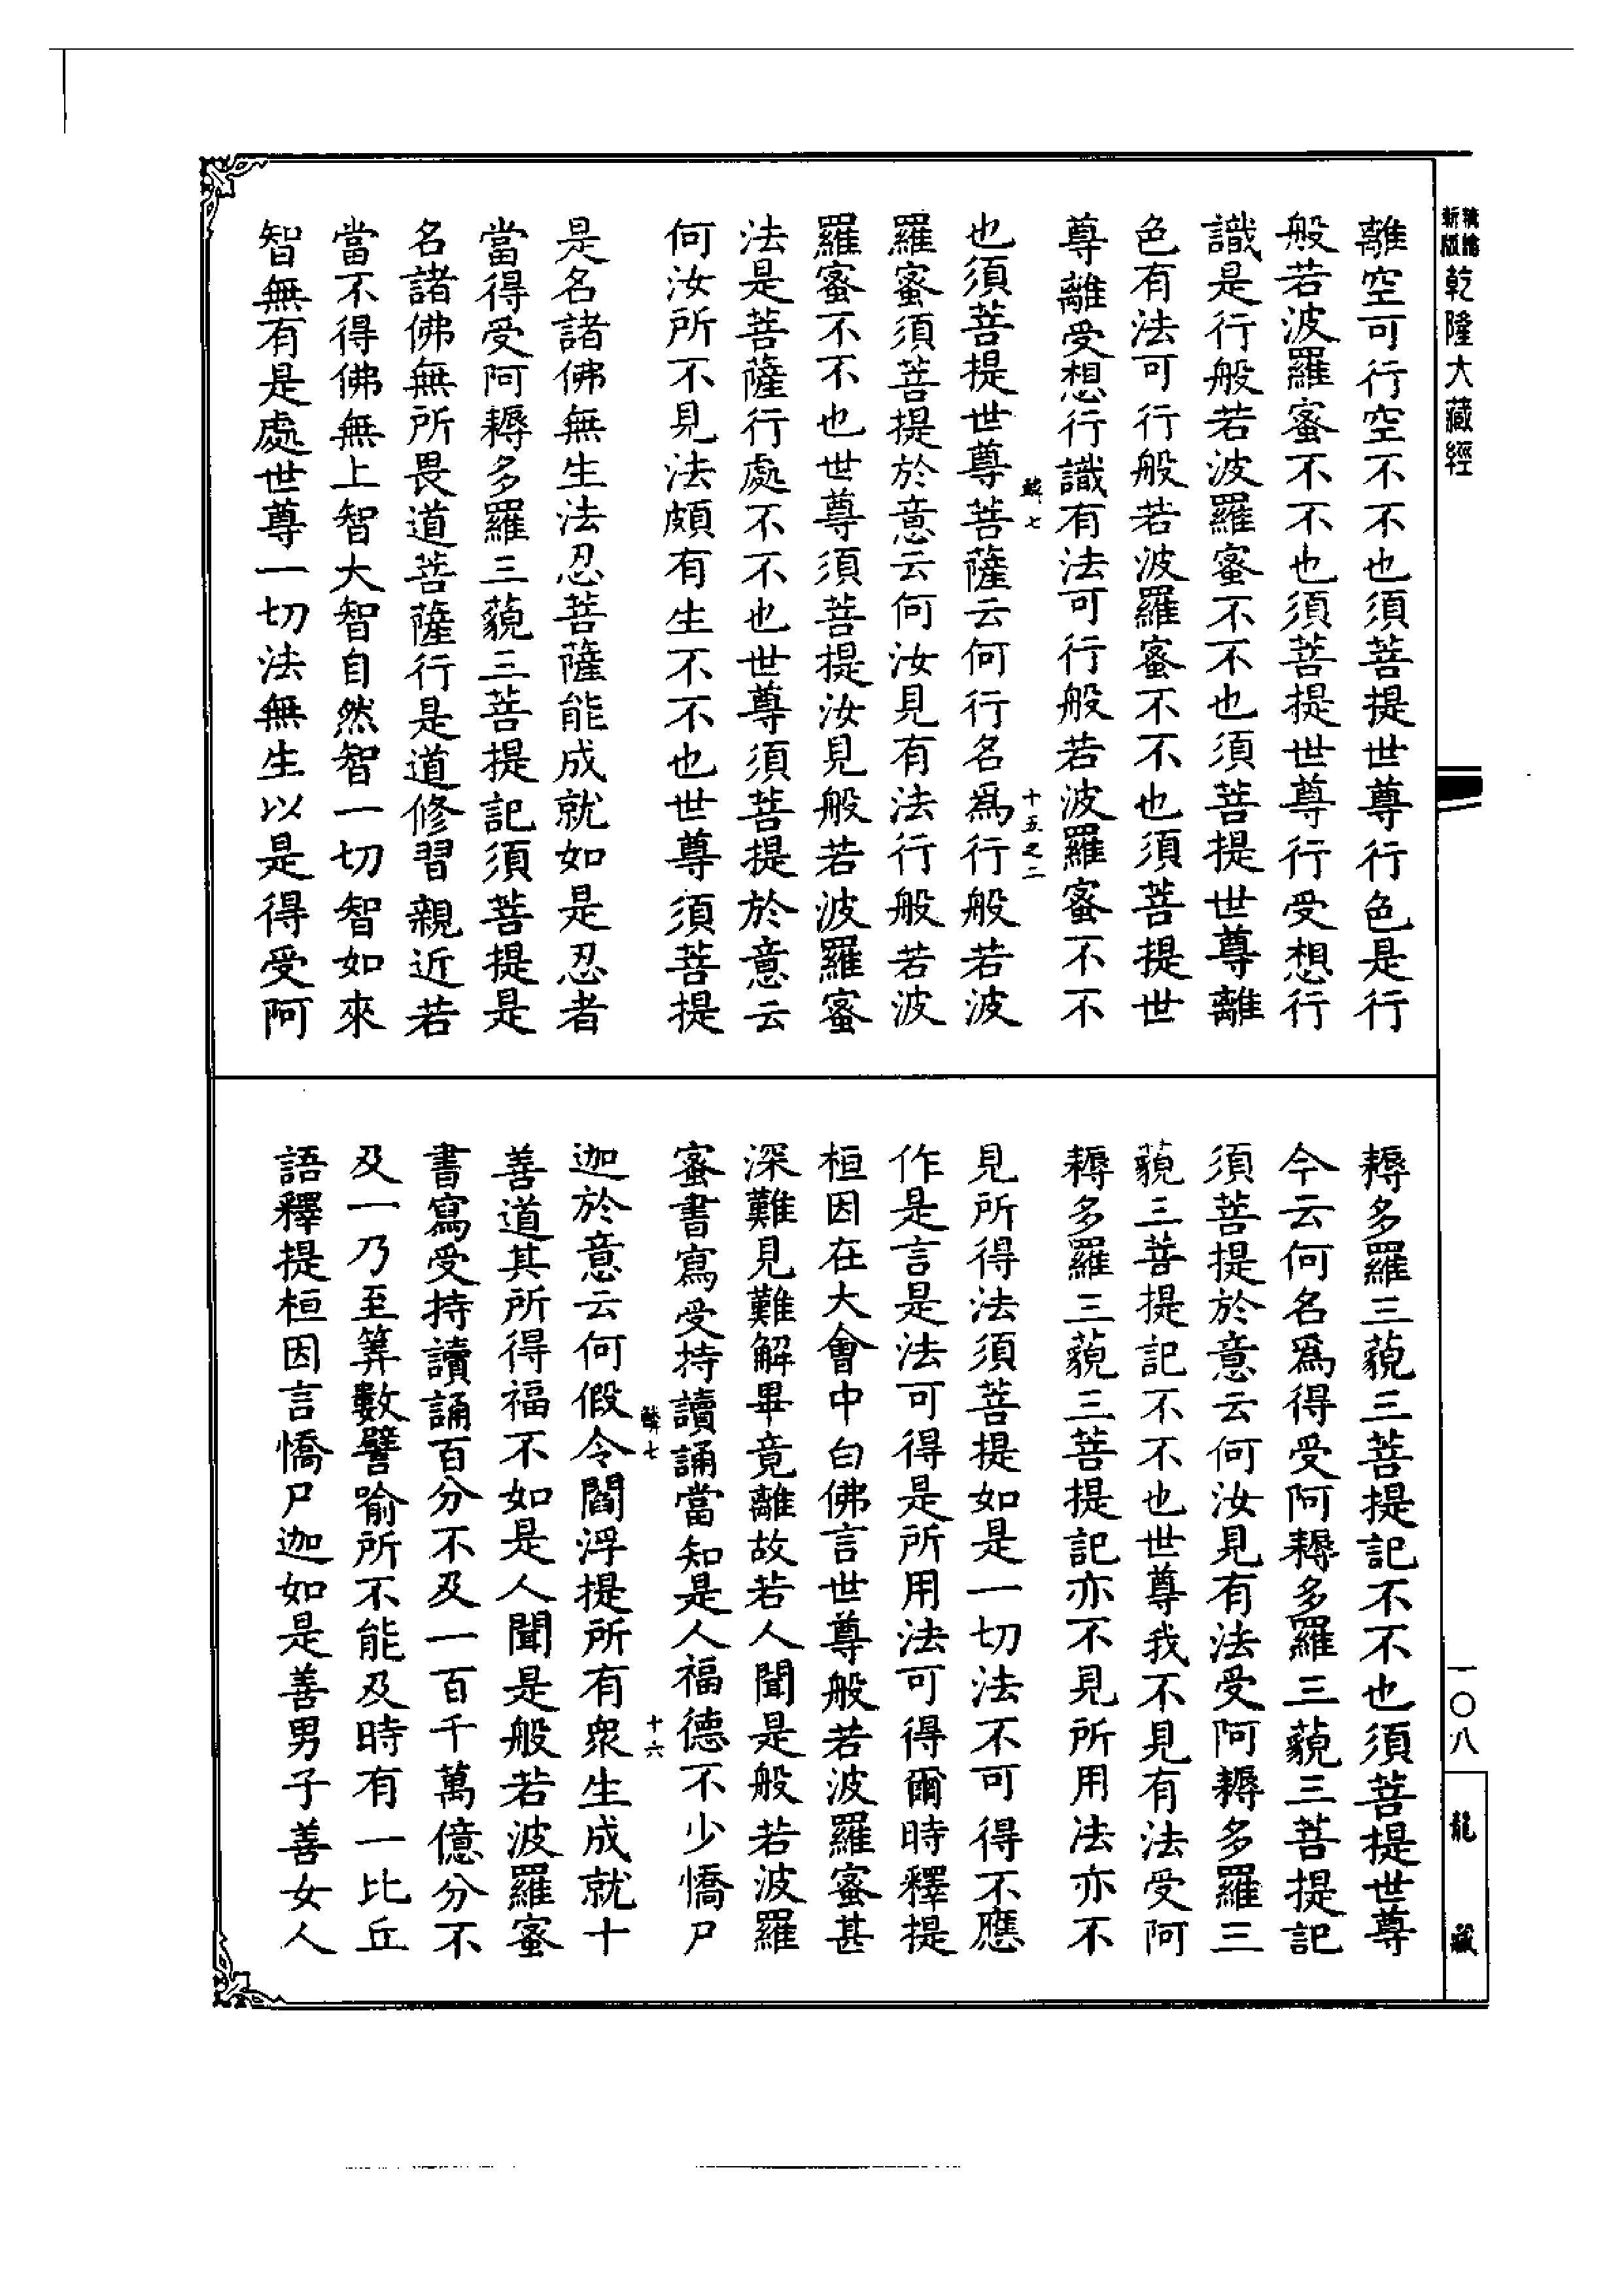 新版精編乾隆大藏經
離空可行空不不也須菩提世尊行色是行
般若波羅蜜不不也須菩提世尊行受想行
識是行般若波羅蜜不不也須菩提世尊離
色有法可行般若波羅蜜不不也須菩提世
尊離受想行識有法可行般若波羅蜜不不
十五之二
也須菩提世尊菩薩云何行名爲行般若波
羅蜜須菩提於意云何汝見有法行般若波
羅蜜不不也世尊須菩提汝見般若波羅蜜
法是菩薩行處不不也世尊須菩提於意云
何汝所不見法頗有生不不也世尊須菩提
是名諸佛無生法忍菩薩能成就如是忍者
當得受阿耨多羅三藐三菩提記須菩提是
名諸佛無所畏道菩薩行是道修習親近若
當不得佛無上智大智自然智一切智如來
智無有是處世尊一切法無生以是得受阿
耨多羅三藐三菩提記不不也須菩提世尊
今云何名爲得受阿耨多羅三藐三菩提記
須菩提於意云何汝見有法受阿耨多羅三
藐三菩提記不不也世尊我不見有法受阿
耨多羅三藐三菩提記亦不見所用法亦不
見所得法須菩提如是一切法不可得不應
作是言是法可得是所用法可得爾時釋提
桓因在大會中白佛言世尊般若波羅蜜甚
深難見難解畢竟離故若人聞是般若波羅
蜜書寫受持讀誦當知是人福德不少憍尸
十六
迦於意云何假令閻浮提所有衆生成就十
善道其所得福不如是人聞是般若波羅蜜
書寫受持讀誦百分不及一百千萬億分不
及一乃至筭數譬喻所不能及時有一比丘
語釋提桓因言憍尸迦如是善男子善女人
一〇八
龍藏